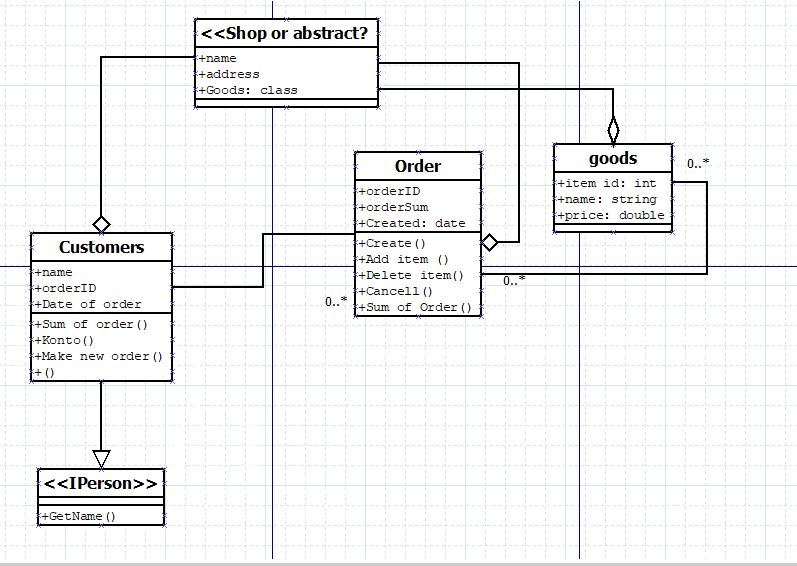 <<Shop or abstract?
+name
+address
+Goods: class
Order
+orderID
+orderSum
+Created: date
+Create()
+Add item ()
+Delete item()
+Cancell()
+Sum of Order()
0..*
goods
+item id: int
+name: string
+price: double
0..*
0..*
Customers
+name
+orderID
+Date of order
+Sum of order()
+Konto()
+Make new order()
+()
<<IPerson>>
+GetName()